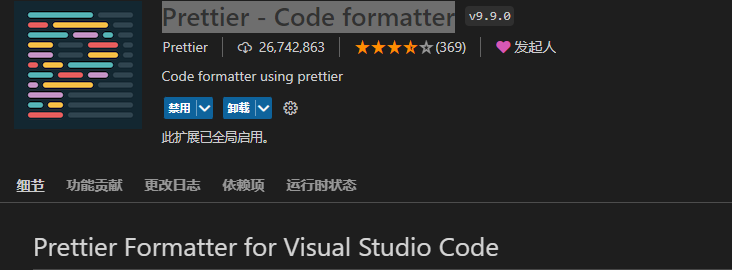 Prettier - Code formatter v9.9.0
Prettier 26,742,863 (369) 发起人
Code formatter using prettier
禁用 卸载
此扩展已全局启用。
细节 功能贡献 更改日志 依赖项 运行时状态
Prettier Formatter for Visual Studio Code